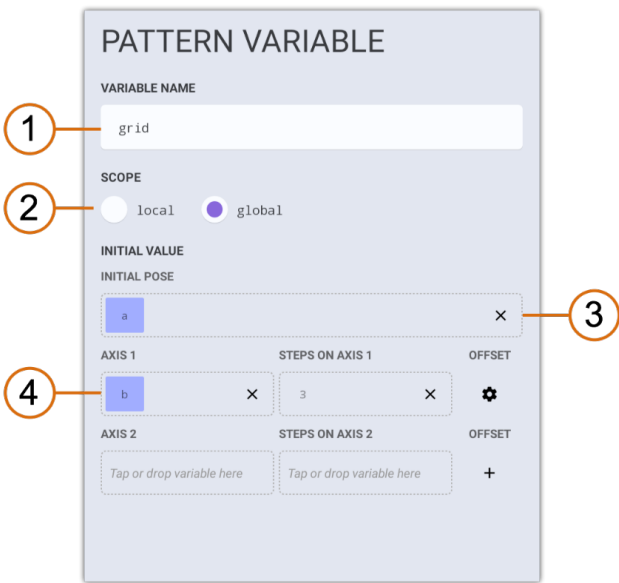 PATTERN VARIABLE
VARIABLE NAME
1
grid
SCOPE
2
local global
INITIAL VALUE
INITIAL POSE
a × 3
AXIS 1 STEPS ON AXIS 1 OFFSET
4 b × 3 ×
AXIS 2 STEPS ON AXIS 2 OFFSET
Tap or drop variable here Tap or drop variable here +